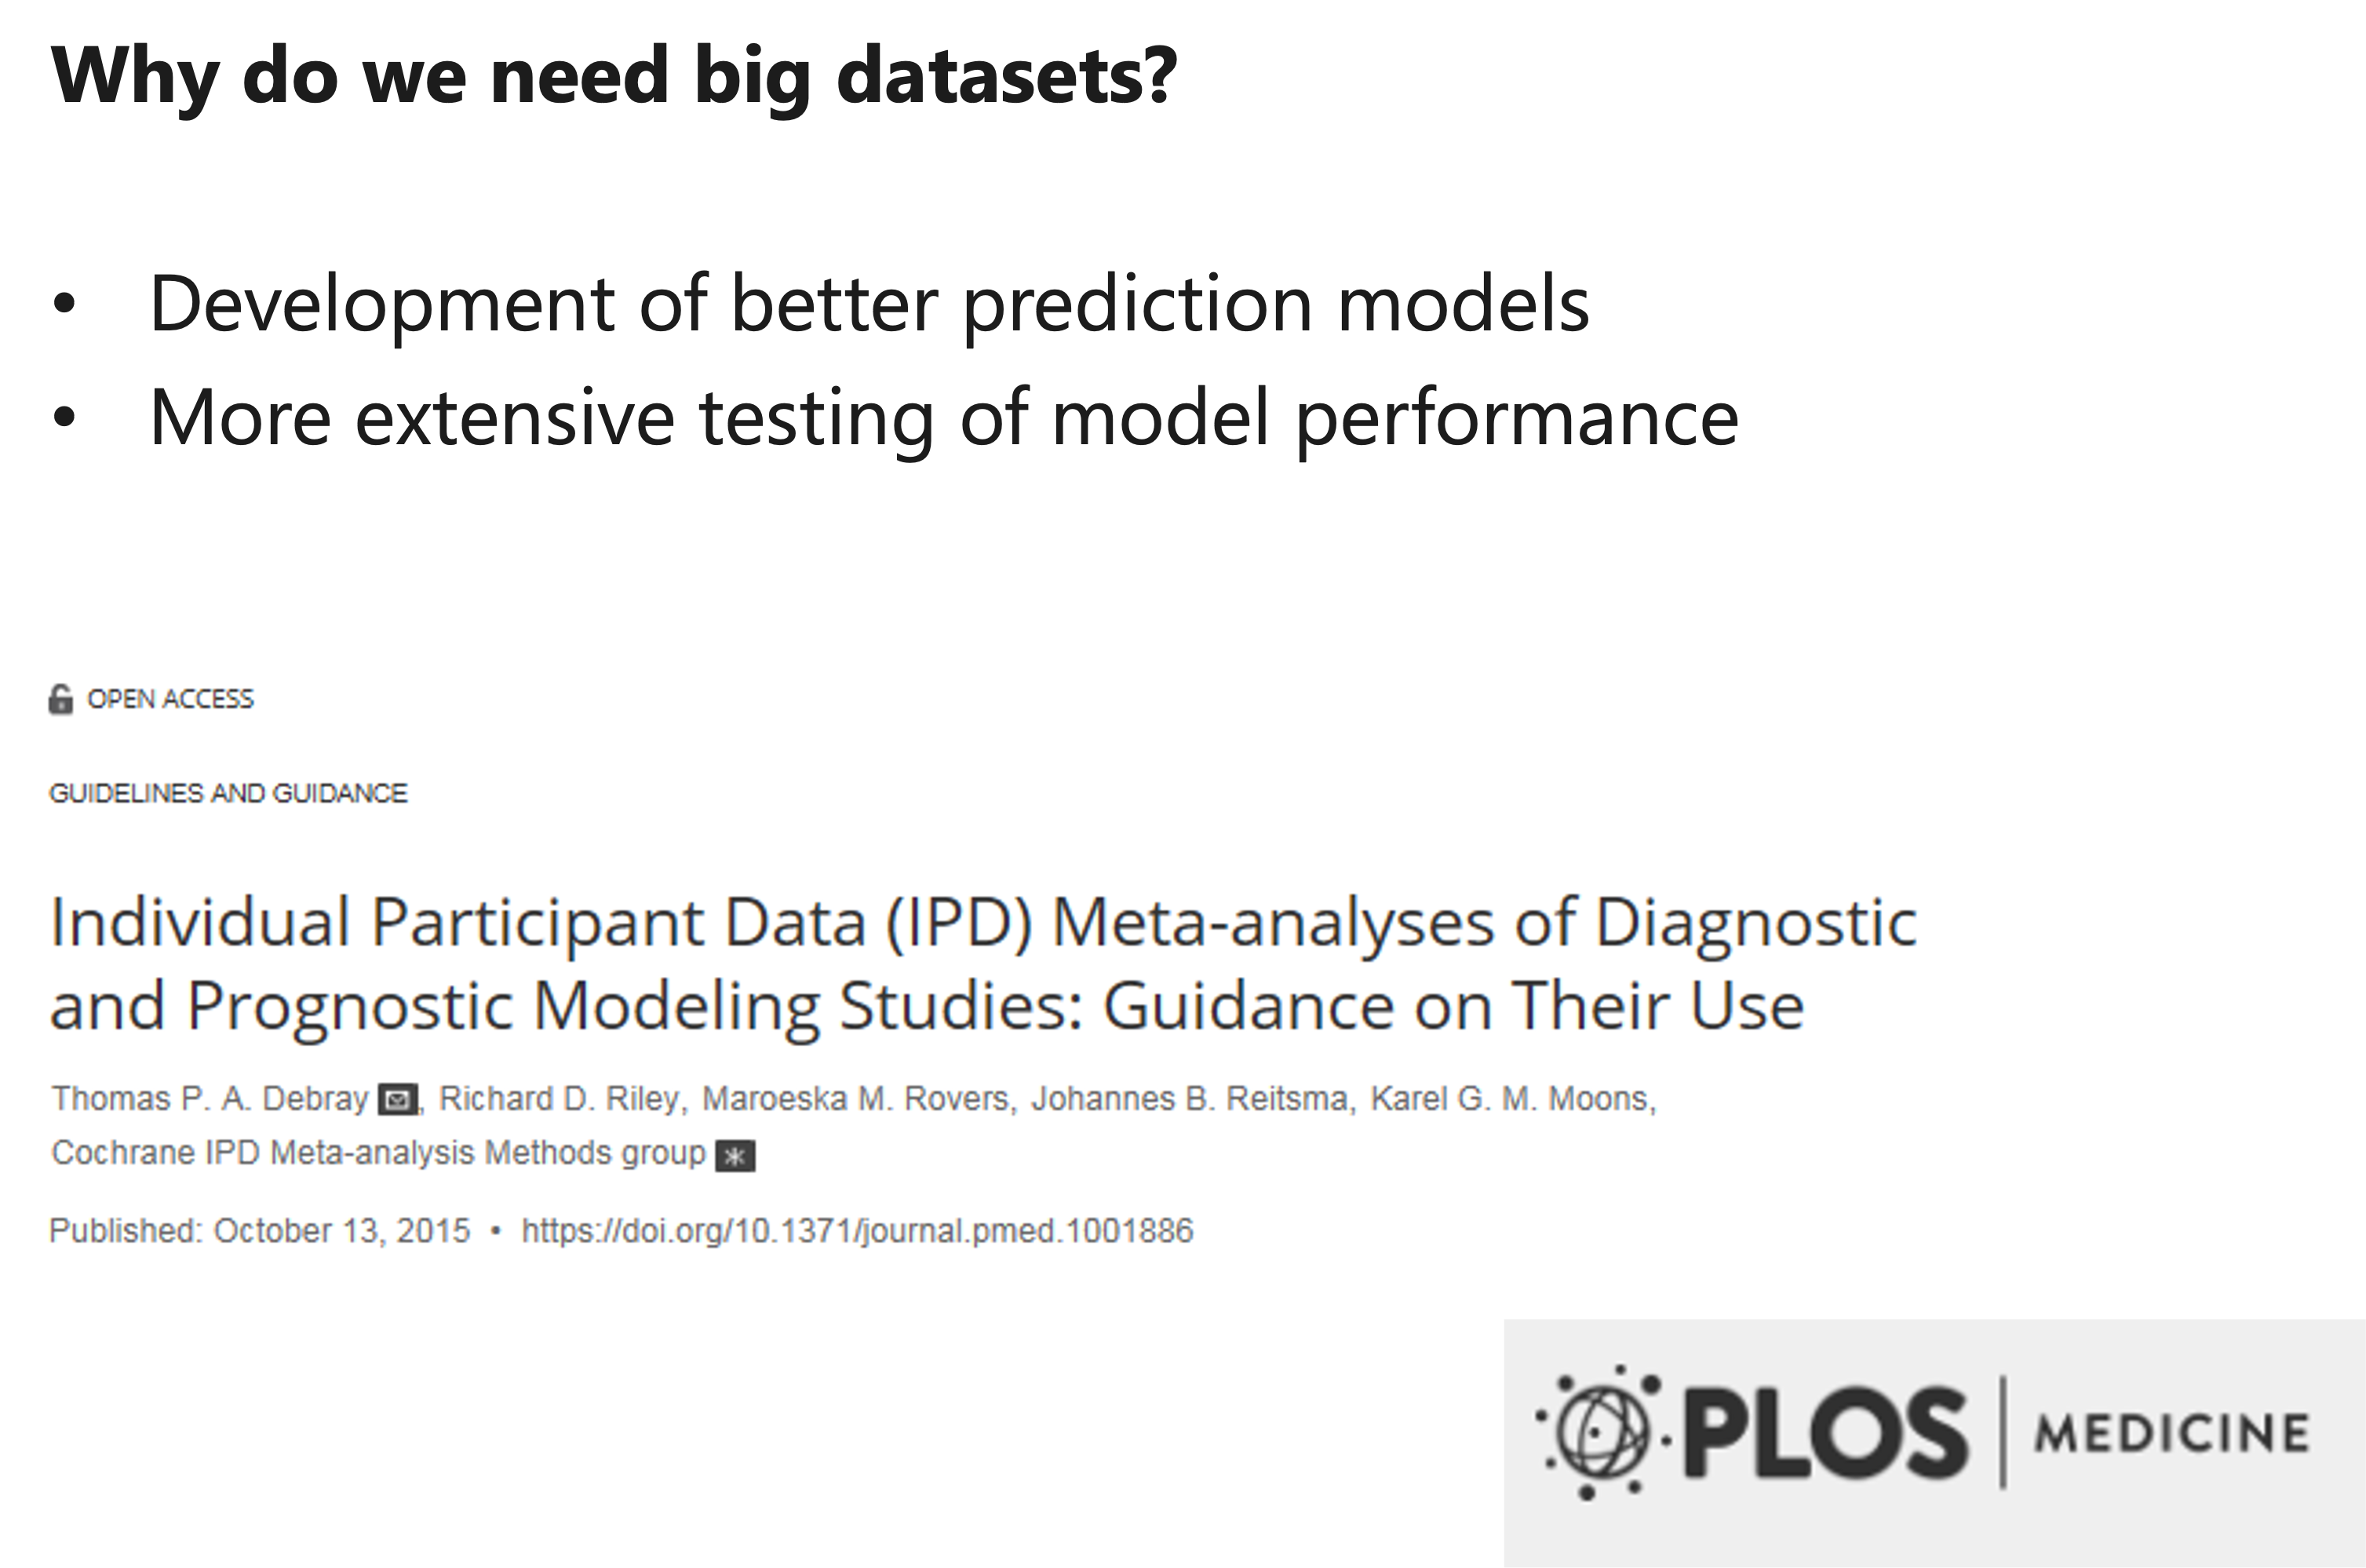 Why do we need big datasets?
• Development of better prediction models
• More extensive testing of model performance
OPEN ACCESS
GUIDELINES AND GUIDANCE
Individual Participant Data (IPD) Meta-analyses of Diagnostic
and Prognostic Modeling Studies: Guidance on Their Use
Thomas P. A. Debray, Richard D. Riley, Maroeska M. Rovers, Johannes B. Reitsma, Karel G. M. Moons,
Cochrane IPD Meta-analysis Methods group *
Published: October 13, 2015 • https://doi.org/10.1371/journal.pmed.1001886
PLOS | MEDICINE